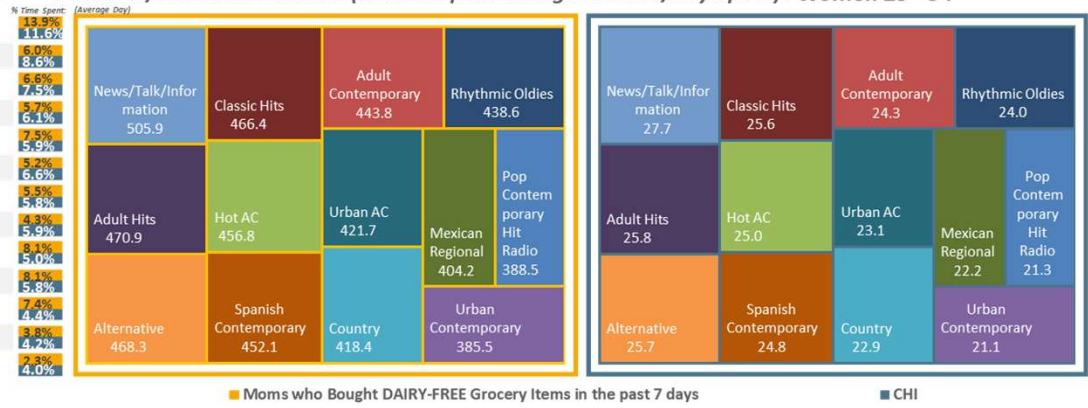 % Time Spent: (Average Day)
13.9%
11.6%
6.0%
8.6%
6.6%
7.5%
5.7%
6.1%
7.5%
5.9%
5.2%
6.6%
5.5%
5.8%
4.3%
5.9%
8.1%
5.0%
8.1%
5.8%
7.4%
4.4%
3.8%
4.2%
2.3%
4.0%
News/Talk/Infor
mation
505.9
Classic Hits
466.4
Adult
Contemporary
443.8
Rhythmic Oldies
438.6
Adult Hits
470.9
Hot AC
456.8
Urban AC
421.7
Mexican
Regional
404.2
Pop
Contem
porary
Hit
Radio
388.5
Alternative
468.3
Spanish
Contemporary
452.1
Country
418.4
Urban
Contemporary
385.5
News/Talk/Infor
mation
27.7
Classic Hits
25.6
Adult
Contemporary
24.3
Rhythmic Oldies
24.0
Adult Hits
25.8
Hot AC
25.0
Urban AC
23.1
Mexican
Regional
22.2
Pop
Contem
porary
Hit
Radio
21.3
Alternative
25.7
Spanish
Contemporary
24.8
Country
22.9
Urban
Contemporary
21.1
Moms who Bought DAIRY-FREE Grocery Items in the past 7 days
CHI